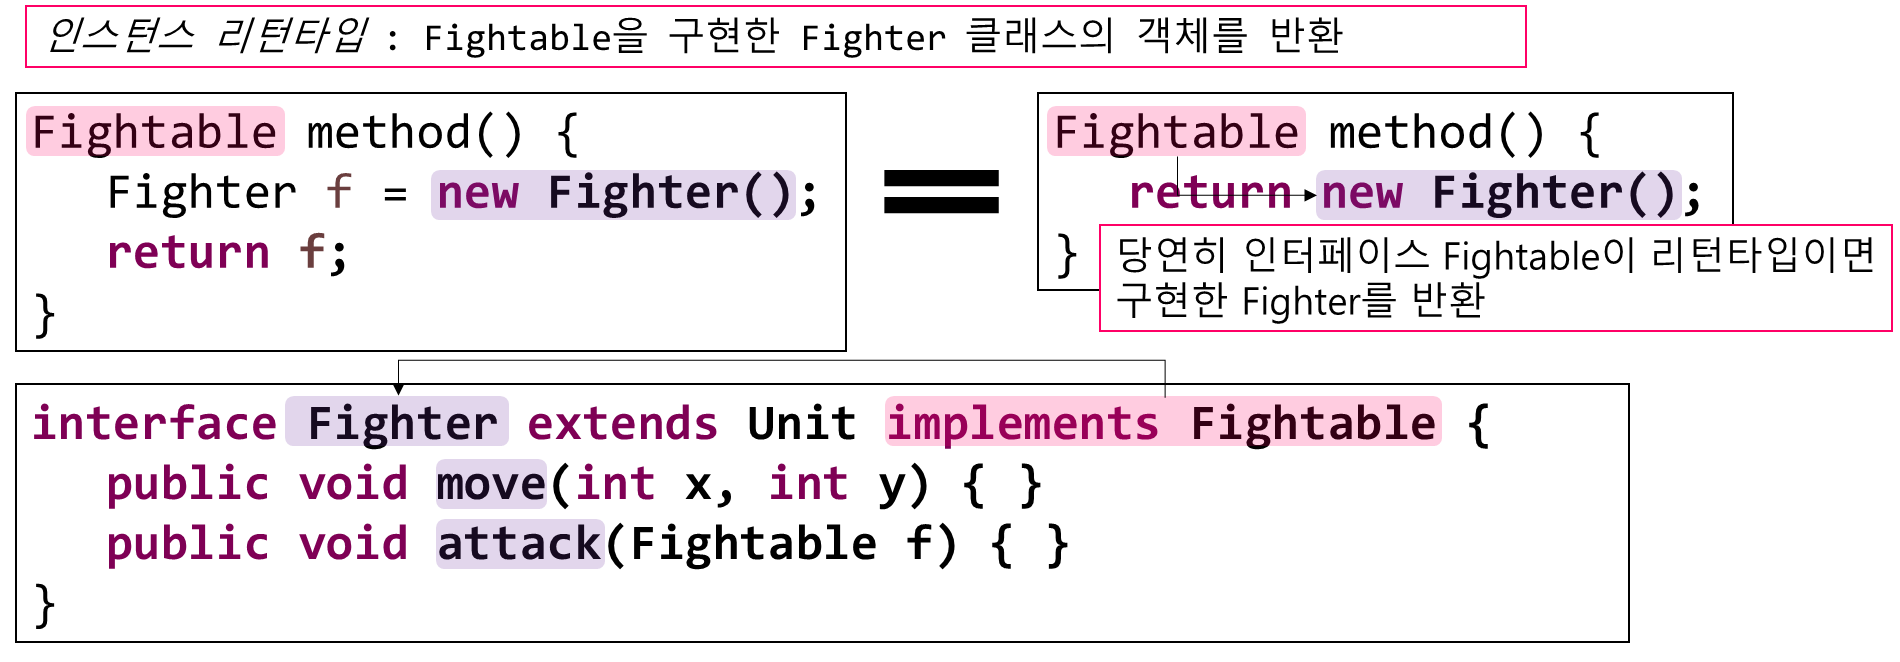 인스턴스 리턴타입 : Fightable을 구현한 Fighter 클래스의 객체를 반환
Fightable method() {
Fighter f = new Fighter();
return f;
}
Fightable method() {
return new Fighter();
}
당연히 인터페이스 Fightable이 리턴타입이면
구현한 Fighter를 반환
interface Fighter extends Unit implements Fightable {
public void move(int x, int y) { }
public void attack(Fightable f) { }
}